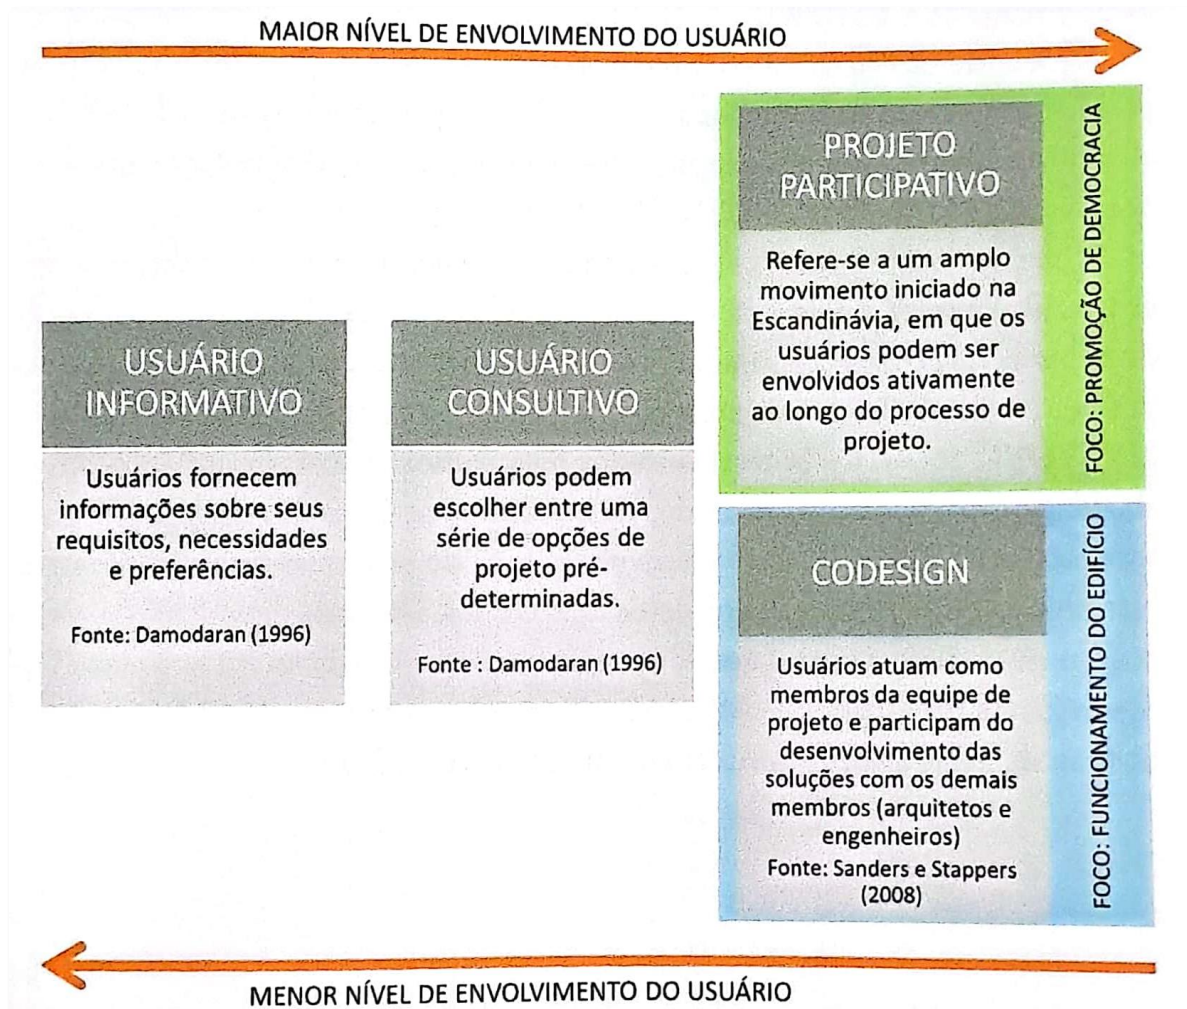 MAIOR NÍVEL DE ENVOLVIMENTO DO USUÁRIO
USUÁRIO
INFORMATIVO
Usuários fornecem
informações sobre seus
requisitos, necessidades
e preferências.
Fonte: Damodaran (1996)
USUÁRIO
CONSULTIVO
Usuários podem
escolher entre uma
série de opções de
projeto pré-
determinadas.
Fonte : Damodaran (1996)
PROJETO
PARTICIPATIVO
Refere-se a um amplo
movimento iniciado na
Escandinávia, em que os
usuários podem ser
envolvidos ativamente
ao longo do processo de
projeto.
FOCO: PROMOÇÃO DE DEMOCRACIA
CODESIGN
Usuários atuam como
membros da equipe de
projeto e participam do
desenvolvimento das
soluções com os demais
membros (arquitetos e
engenheiros)
Fonte: Sanders e Stappers
(2008)
FOCO: FUNCIONAMENTO DO EDIFÍCIO
MENOR NÍVEL DE ENVOLVIMENTO DO USUÁRIO